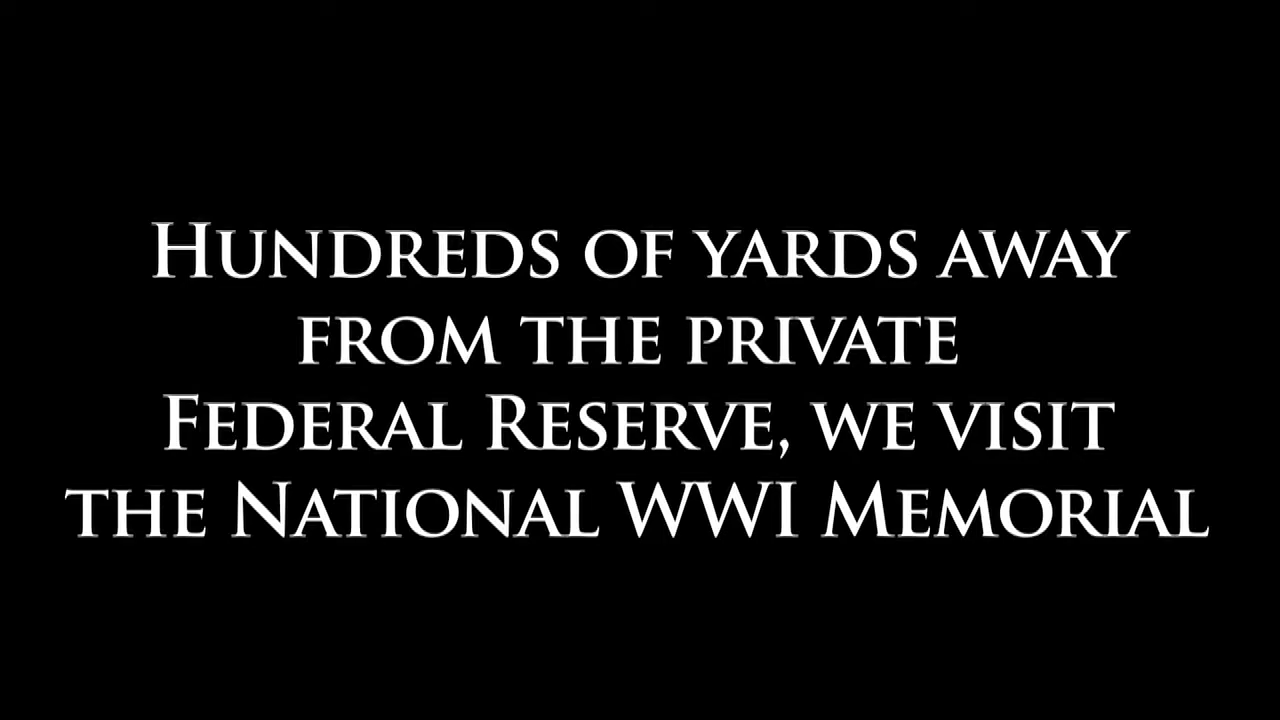 Hundreds of yards away
from the private
Federal Reserve, we visit
the National WWI Memorial